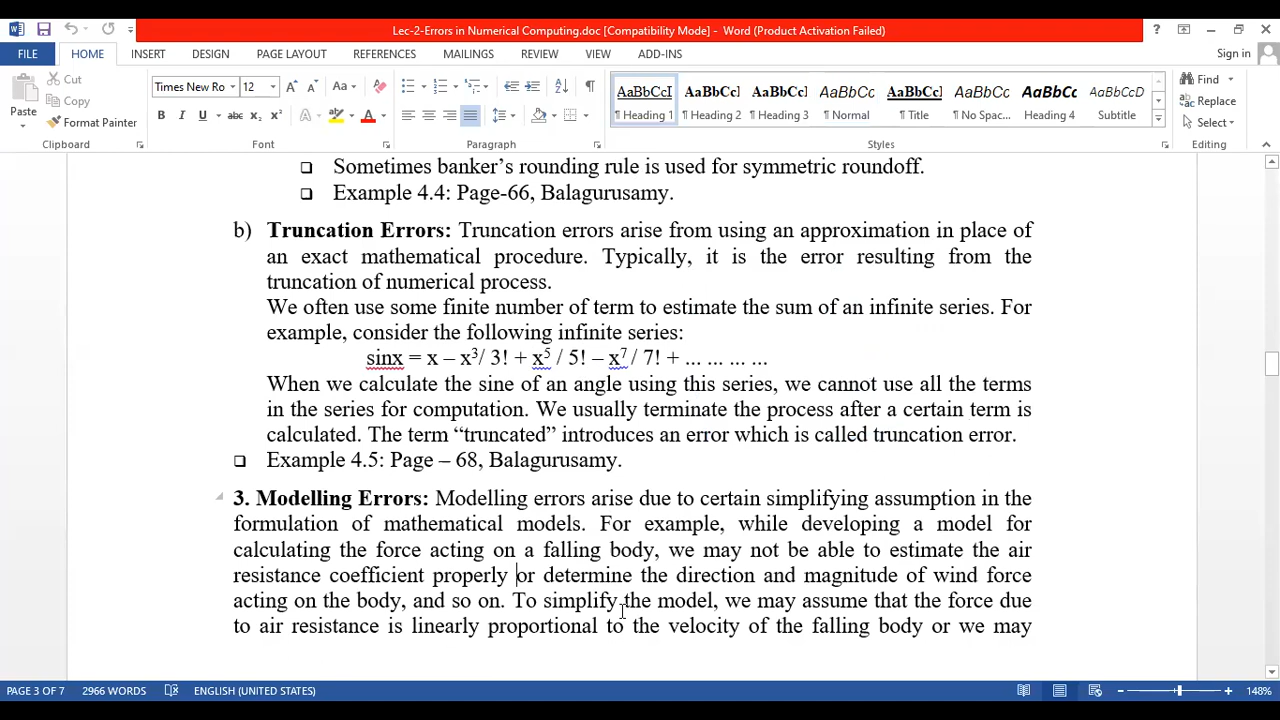 Lec-2-Errors in Numerical Computing.doc [Compatibility Mode] - Word (Product Activation Failed)
FILE HOME INSERT DESIGN PAGE LAYOUT REFERENCES MAILINGS REVIEW VIEW ADD-INS Sign in
Paste Cut Copy Format Painter
Times New Ro 12
AaBbCcI AaBbCcl AaBbCcl AaBbCc AaBbCcl AaBbCc AaBbCc AaBbCcD
¶ Heading 1 ¶ Heading 2 ¶ Heading 3 ¶ Normal ¶ Title ¶ No Spac... Heading 4 Subtitle
Find Replace Select
Clipboard Font Paragraph Styles Editing
Sometimes banker’s rounding rule is used for symmetric roundoff.
Example 4.4: Page-66, Balagurusamy.
b) Truncation Errors: Truncation errors arise from using an approximation in place of
an exact mathematical procedure. Typically, it is the error resulting from the
truncation of numerical process.
We often use some finite number of term to estimate the sum of an infinite series. For
example, consider the following infinite series:
sinx = x – x³/ 3! + x⁵ / 5! – x⁷ / 7! + ... ... ... ...
When we calculate the sine of an angle using this series, we cannot use all the terms
in the series for computation. We usually terminate the process after a certain term is
calculated. The term “truncated” introduces an error which is called truncation error.
Example 4.5: Page – 68, Balagurusamy.
3. Modelling Errors: Modelling errors arise due to certain simplifying assumption in the
formulation of mathematical models. For example, while developing a model for
calculating the force acting on a falling body, we may not be able to estimate the air
resistance coefficient properly or determine the direction and magnitude of wind force
acting on the body, and so on. To simplify the model, we may assume that the force due
to air resistance is linearly proportional to the velocity of the falling body or we may
PAGE 3 OF 7 2966 WORDS ENGLISH (UNITED STATES) 148%